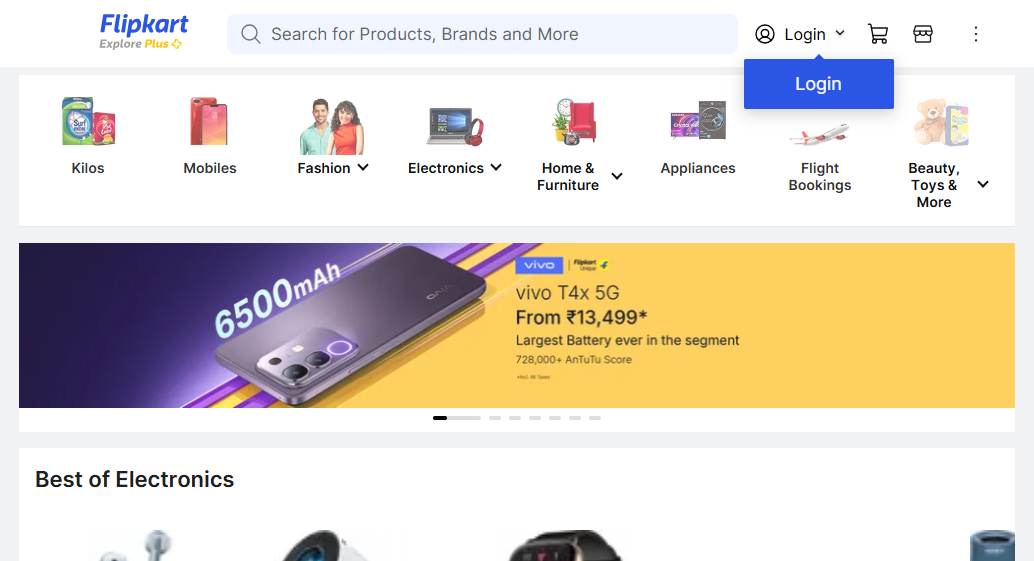 Flipkart
Explore Plus
Search for Products, Brands and More
Login
Login
Kilos
Mobiles
Fashion
Electronics
Home &
Furniture
Appliances
Flight
Bookings
Beauty,
Toys &
More
6500mAh
vivo
vivo
Flipkart
Unique
vivo T4x 5G
From ₹13,499*
Largest Battery ever in the segment
728,000+ AnTuTu Score
*Incl. All Taxes
Best of Electronics